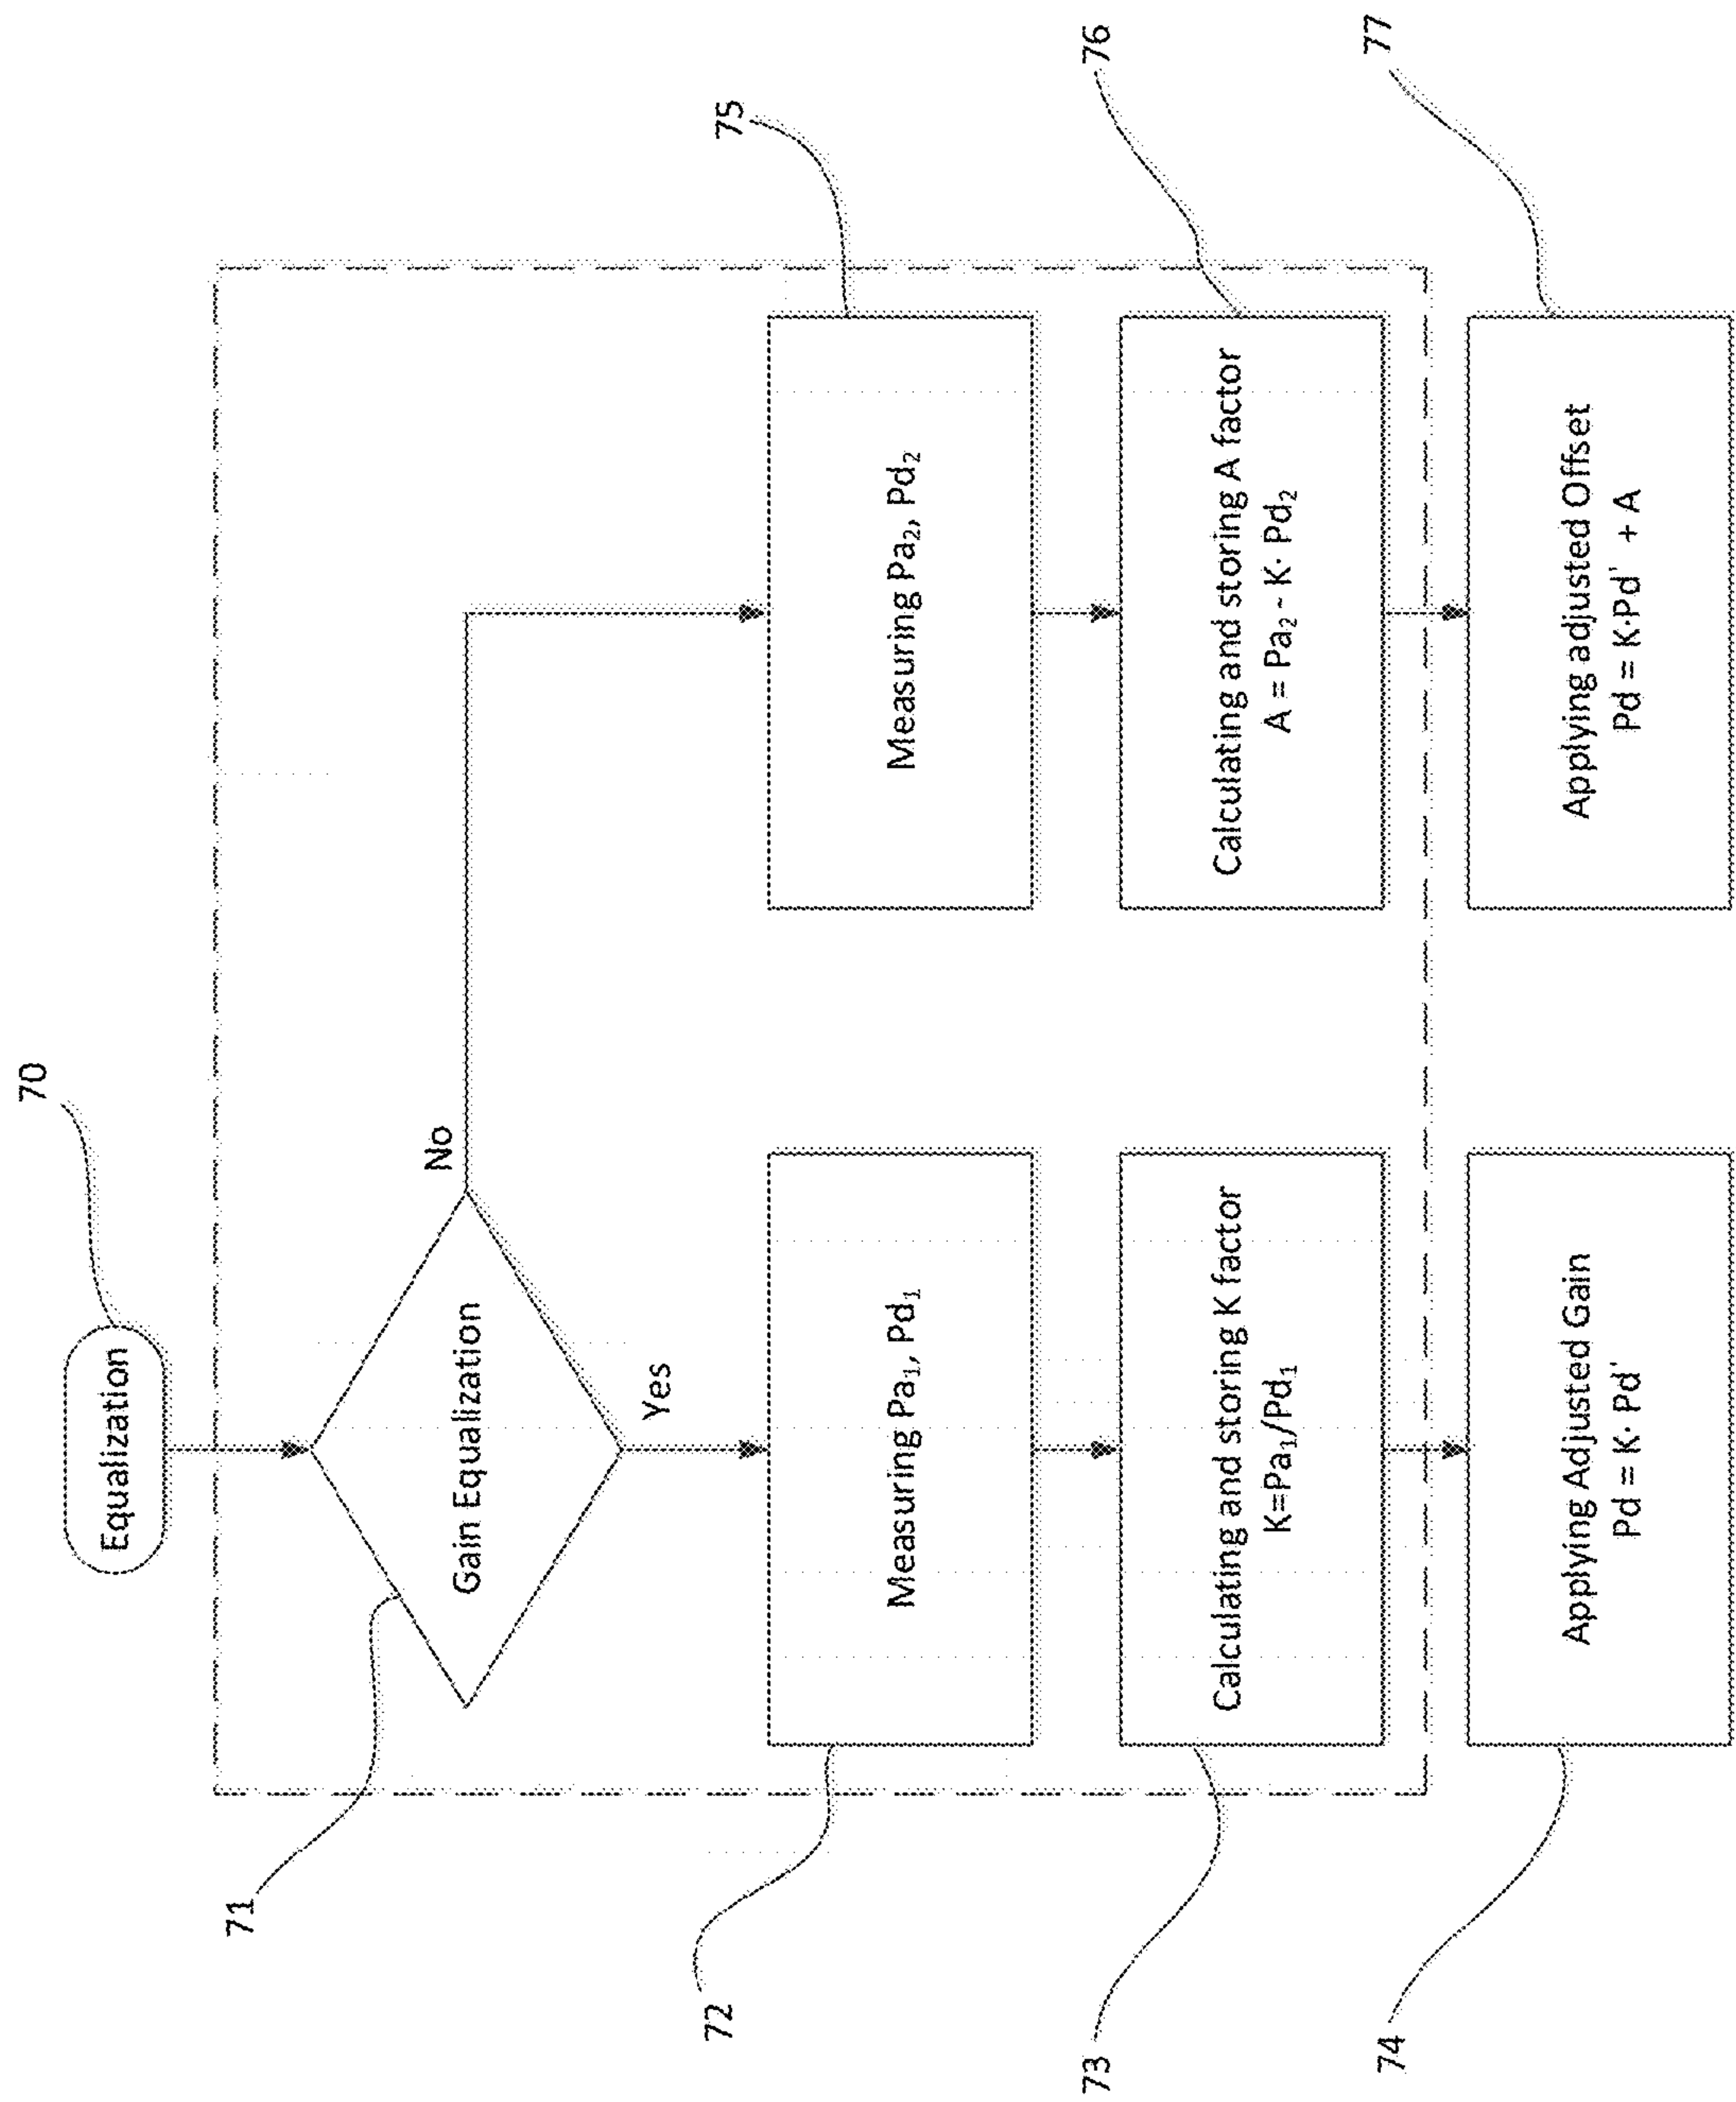 70
Equalization
71
Gain Equalization
No
Yes
72
Measuring Pa₁, Pd₁
75
Measuring Pa₂, Pd₂
73
Calculating and storing K factor
K=Pa₁/Pd₁
76
Calculating and storing A factor
A = Pa₂ - K· Pd₂
74
Applying Adjusted Gain
Pd = K· Pd'
77
Applying adjusted Offset
Pd = K·Pd' + A